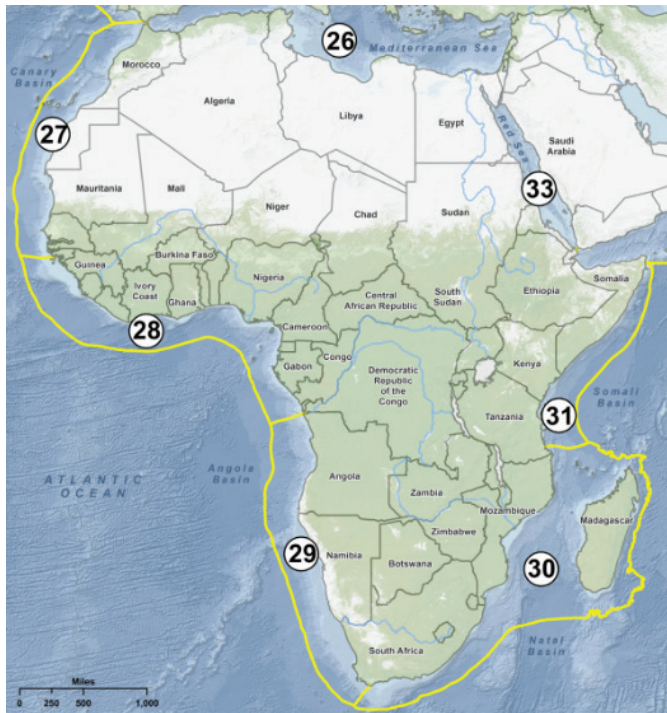 26
Mediterranean Sea
Canary
Basin
Morocco
27
Algeria
Libya
Egypt
Red Sea
Saudi
Arabia
33
Mauritania
Mali
Niger
Chad
Sudan
Guinea
Burkina Faso
Ivory
Coast
Ghana
Nigeria
28
Cameroon
Central
African Republic
South
Sudan
Ethiopia
Somalia
Gabon
Congo
Democratic
Republic
of the
Congo
Kenya
Tanzania
31
Somali
Basin
ATLANTIC
OCEAN
Angola
Basin
Angola
Zambia
Mozambique
Madagascar
Zimbabwe
29
Namibia
Botswana
30
South Africa
Natal
Basin
Miles
0 250 500 1,000